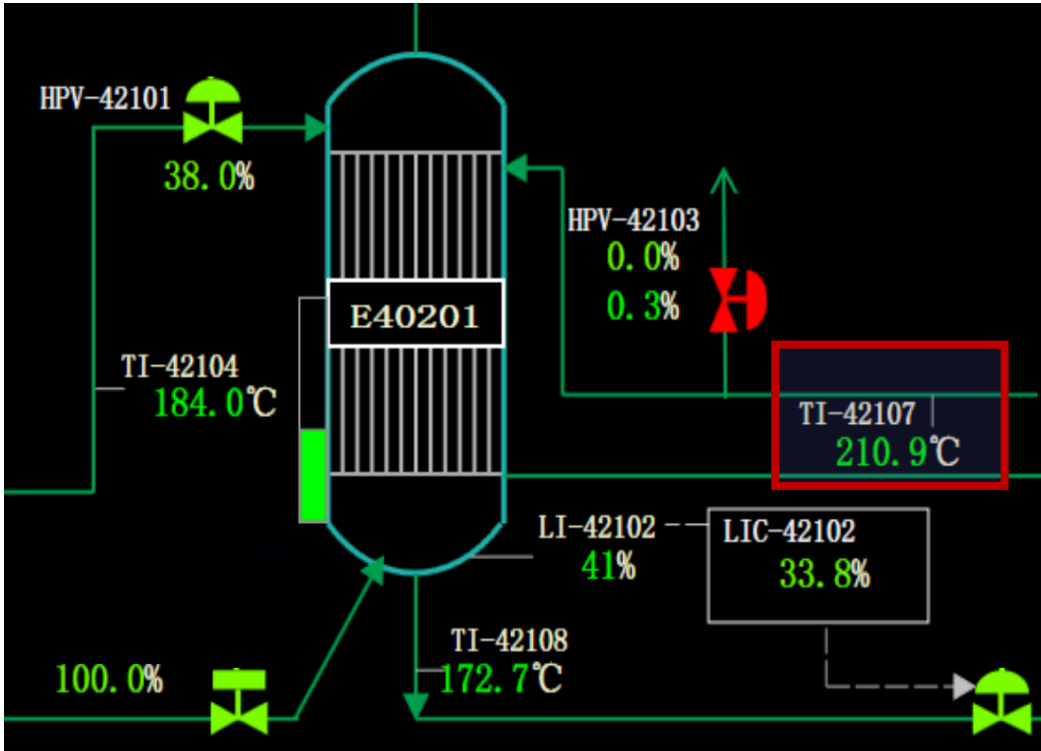 HPV-42101
38.0%
HPV-42103
0.0%
0.3%
E40201
TI-42104
184.0℃
TI-42107
210.9℃
LI-42102
41%
LIC-42102
33.8%
TI-42108
172.7℃
100.0%